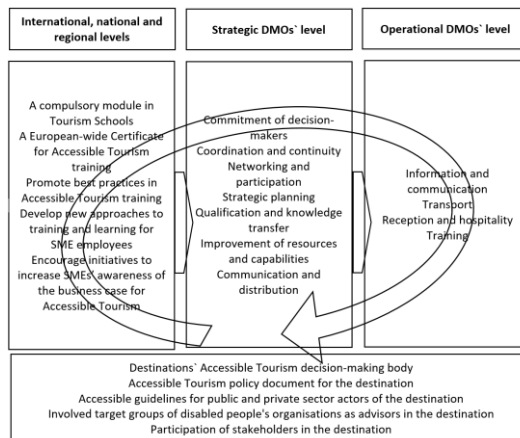 International, national and
regional levels
Strategic DMOs` level
Operational DMOs` level
A compulsory module in
Tourism Schools
A European-wide Certificate
for Accessible Tourism
training
Promote best practices in
Accessible Tourism training
Develop new approaches to
training and learning for
SME employees
Encourage initiatives to
increase SMEs' awareness of
the business case for
Accessible Tourism
Commitment of decision-
makers
Coordination and continuity
Networking and
participation
Strategic planning
Qualification and knowledge
transfer
Improvement of resources
and capabilities
Communication and
distribution
Information and
communication
Transport
Reception and hospitality
Training
Destinations` Accessible Tourism decision-making body
Accessible Tourism policy document for the destination
Accessible guidelines for public and private sector actors of the destination
Involved target groups of disabled people's organisations as advisors in the destination
Participation of stakeholders in the destination